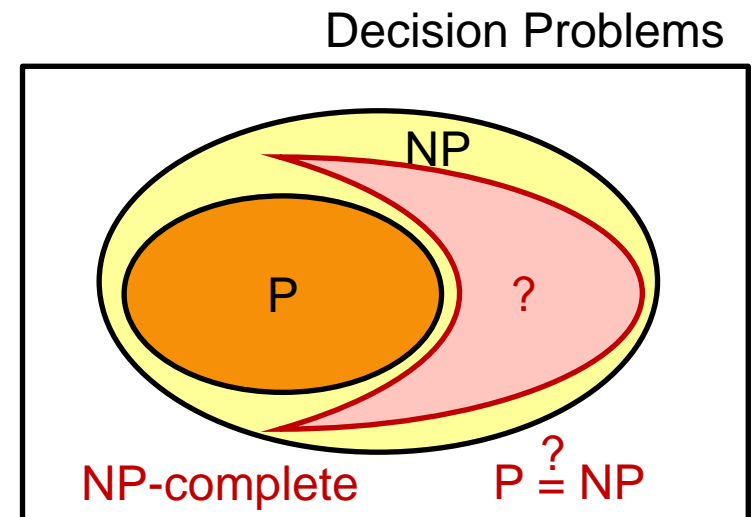 Decision Problems
NP
P
?
NP-complete
P ≟ NP